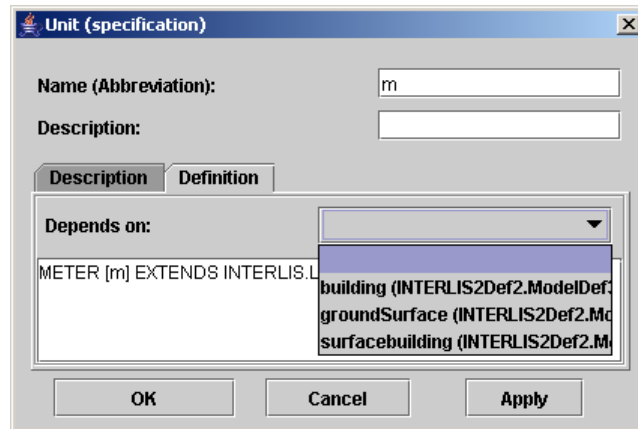 Unit (specification)
Name (Abbreviation): m
Description:
Description Definition
Depends on:
METER [m] EXTENDS INTERLIS.L
building (INTERLIS2Def2.ModelDef
groundSurface (INTERLIS2Def2.Mo
surfacebuilding (INTERLIS2Def2.M
OK Cancel Apply